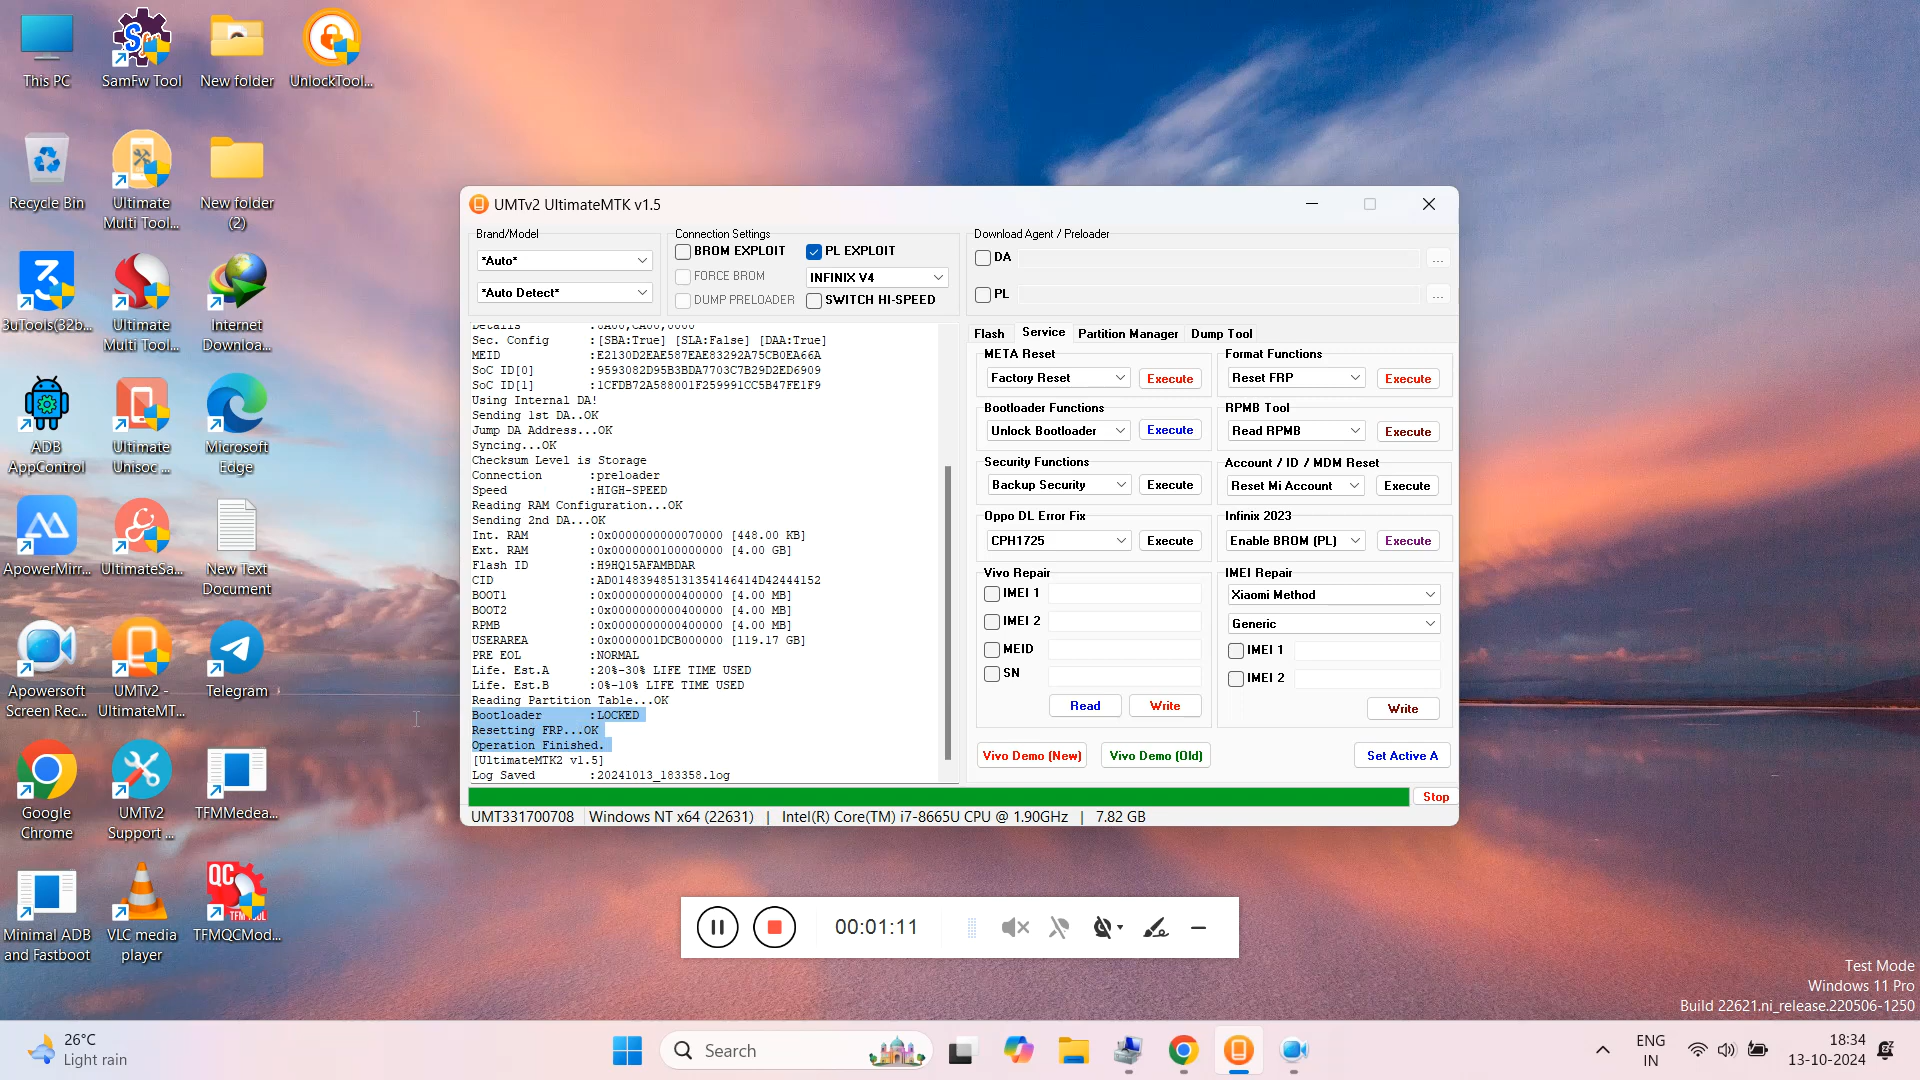 This PC
SamFw Tool
New folder
UnlockTool...
Recycle Bin
Ultimate
Multi Tool...
New folder
(2)
3uTools(32b...
Ultimate
Multi Tool...
Internet
Downloa...
ADB
AppControl
Ultimate
Unisoc ...
Microsoft
Edge
ApowerMirr...
UltimateSa...
New Text
Document
Apowersoft
Screen Rec...
UMTv2 -
UltimateMT...
Telegram
Google
Chrome
UMTv2
Support ...
TFMMedea...
Minimal ADB
and Fastboot
VLC media
player
QC
TFM TOOL
TFMQCMod...
UMTv2 UltimateMTK v1.5
Brand/Model
*Auto*
*Auto Detect*
Connection Settings
BROM EXPLOIT
PL EXPLOIT
FORCE BROM
INFINIX V4
DUMP PRELOADER
SWITCH HI-SPEED
Download Agent / Preloader
DA
...
PL
...
Details :8A00,CA00,0000
Sec. Config :[SBA:True] [SLA:False] [DAA:True]
MEID :E2130D2EAE587EAE83292A75CB0EA66A
SoC ID[0] :9593082D95B3BDA7703C7B29D2ED6909
SoC ID[1] :1CFDB72A588001F259991CC5B47FE1F9
Using Internal DA!
Sending 1st DA..OK
Jump DA Address...OK
Syncing...OK
Checksum Level is Storage
Connection :preloader
Speed :HIGH-SPEED
Reading RAM Configuration...OK
Sending 2nd DA...OK
Int. RAM :0x0000000000070000 [448.00 KB]
Ext. RAM :0x0000000100000000 [4.00 GB]
Flash ID :H9HQ15AFAMBDAR
CID :AD014839485131354146414D42444152
BOOT1 :0x0000000000400000 [4.00 MB]
BOOT2 :0x0000000000400000 [4.00 MB]
RPMB :0x0000000000400000 [4.00 MB]
USERAREA :0x0000001DCB000000 [119.17 GB]
PRE EOL :NORMAL
Life. Est.A :20%-30% LIFE TIME USED
Life. Est.B :0%-10% LIFE TIME USED
Reading Partition Table...OK
Bootloader :LOCKED
Resetting FRP...OK
Operation Finished.
[UltimateMTK2 v1.5]
Log Saved :20241013_183358.log
Flash
Service
Partition Manager
Dump Tool
META Reset
Factory Reset
Execute
Format Functions
Reset FRP
Execute
Bootloader Functions
Unlock Bootloader
Execute
RPMB Tool
Read RPMB
Execute
Security Functions
Backup Security
Execute
Account / ID / MDM Reset
Reset Mi Account
Execute
Oppo DL Error Fix
CPH1725
Execute
Infinix 2023
Enable BROM (PL)
Execute
Vivo Repair
IMEI 1
IMEI 2
MEID
SN
Read
Write
IMEI Repair
Xiaomi Method
Generic
IMEI 1
IMEI 2
Write
Vivo Demo (New)
Vivo Demo (Old)
Set Active A
Stop
UMT331700708
Windows NT x64 (22631) | Intel(R) Core(TM) i7-8665U CPU @ 1.90GHz | 7.82 GB
00:01:11
Test Mode
Windows 11 Pro
Build 22621.ni_release.220506-1250
26°C
Light rain
Search
ENG
IN
18:34
13-10-2024